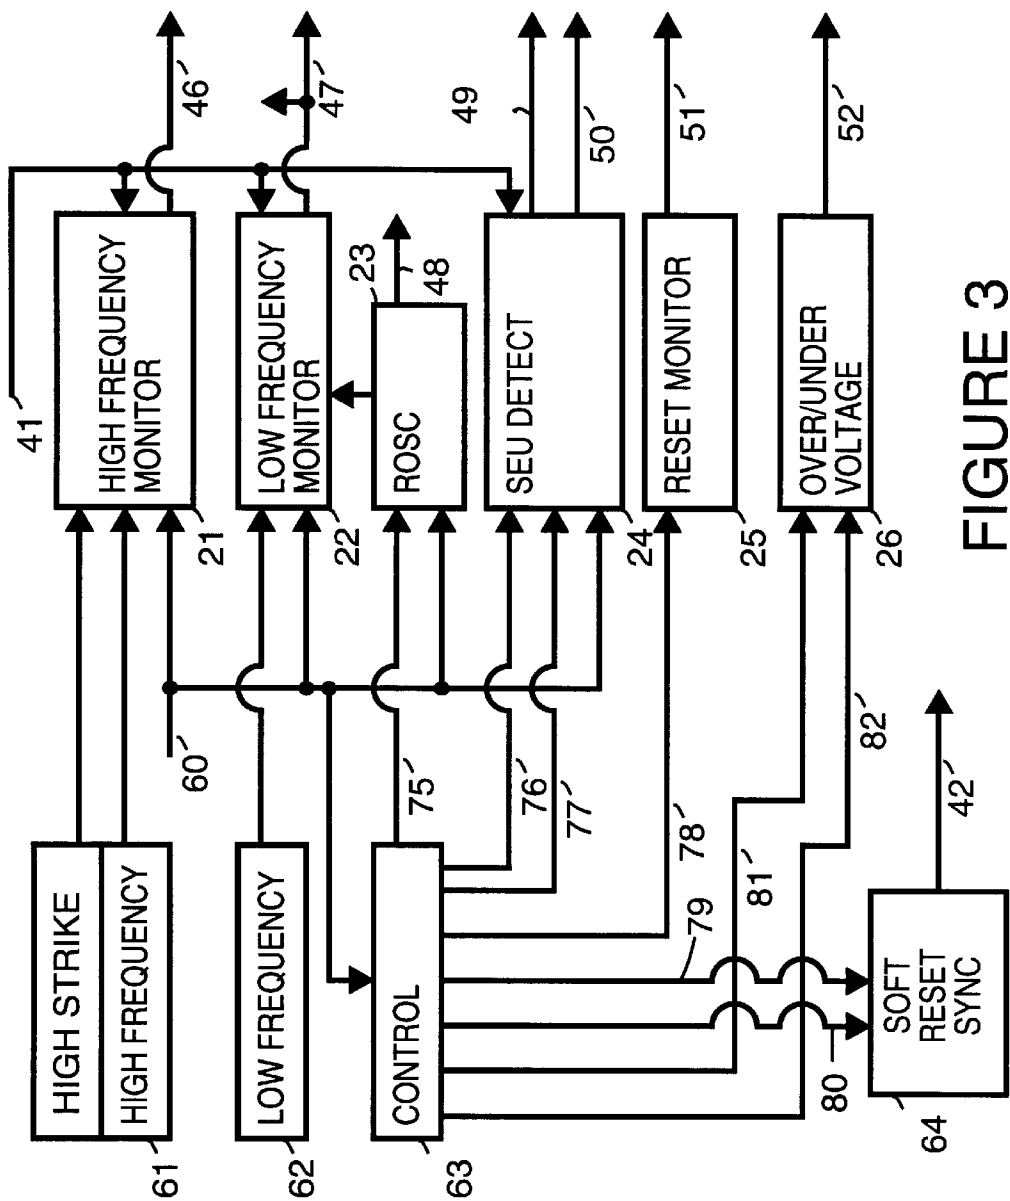 41
46
47
49
50
51
52
HIGH FREQUENCY
MONITOR
LOW FREQUENCY
MONITOR
23
48
ROSC
SEU DETECT
RESET MONITOR
OVER/UNDER
VOLTAGE
21
22
24
25
26
60
75
76
77
78
79
81
82
42
HIGH STRIKE
HIGH FREQUENCY
LOW FREQUENCY
CONTROL
80
SOFT
RESET
SYNC
61
62
63
64
FIGURE 3